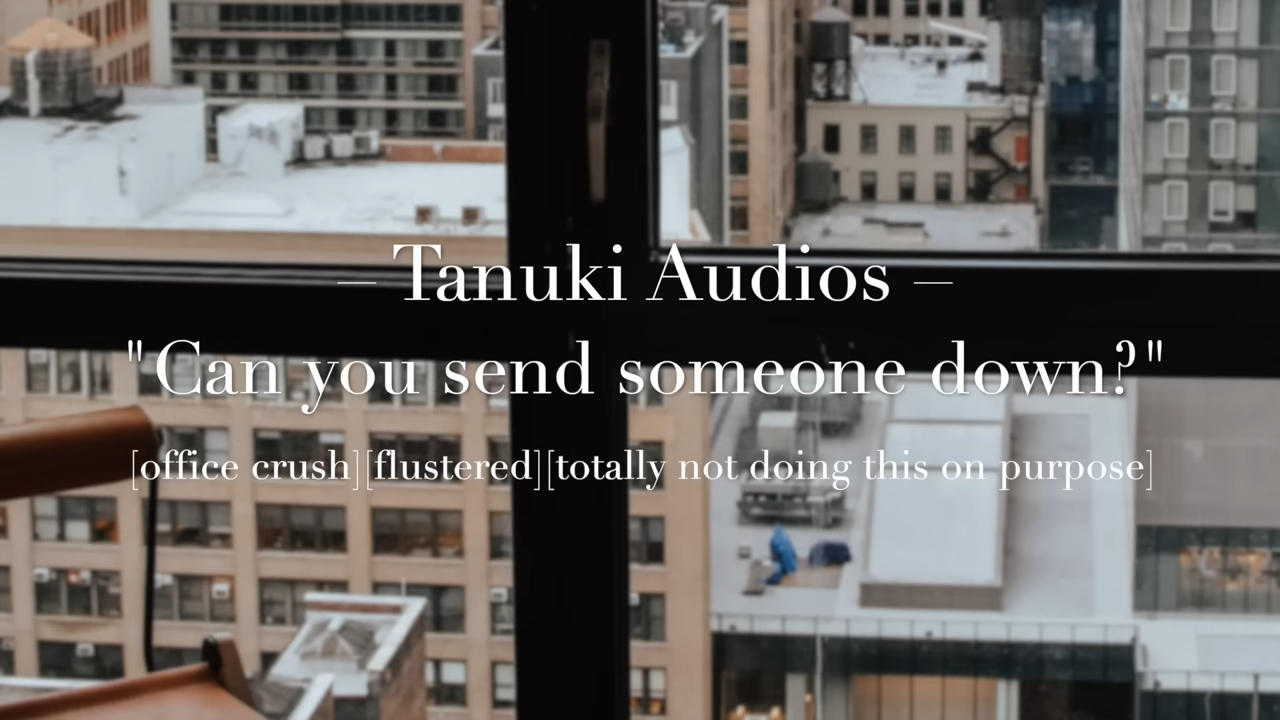 — Tanuki Audios —
"Can you send someone down?"
[office crush][flustered][totally not doing this on purpose]